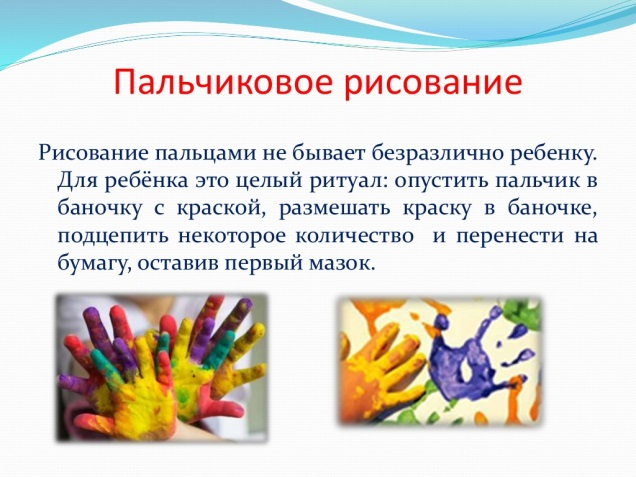 Пальчиковое рисование
Рисование пальцами не бывает безразлично ребенку.
Для ребёнка это целый ритуал: опустить пальчик в
баночку с краской, размешать краску в баночке,
подцепить некоторое количество и перенести на
бумагу, оставив первый мазок.